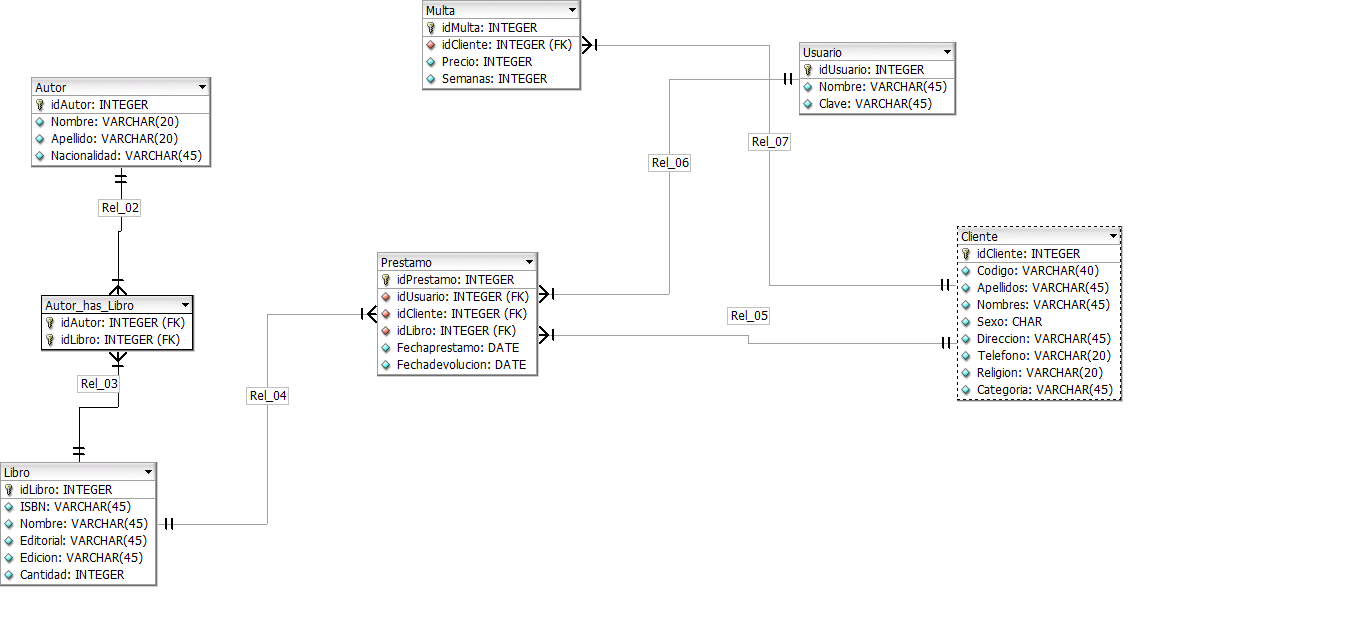 Multa
idMulta: INTEGER
idCliente: INTEGER (FK)
Precio: INTEGER
Semanas: INTEGER
Usuario
idUsuario: INTEGER
Nombre: VARCHAR(45)
Clave: VARCHAR(45)
Autor
idAutor: INTEGER
Nombre: VARCHAR(20)
Apellido: VARCHAR(20)
Nacionalidad: VARCHAR(45)
Rel_07
Rel_06
Rel_02
Cliente
idCliente: INTEGER
Codigo: VARCHAR(40)
Apellidos: VARCHAR(45)
Nombres: VARCHAR(45)
Sexo: CHAR
Direccion: VARCHAR(45)
Telefono: VARCHAR(20)
Religion: VARCHAR(20)
Categoria: VARCHAR(45)
Prestamo
idPrestamo: INTEGER
idUsuario: INTEGER (FK)
idCliente: INTEGER (FK)
idLibro: INTEGER (FK)
Fechaprestamo: DATE
Fechadevolucion: DATE
Autor_has_Libro
idAutor: INTEGER (FK)
idLibro: INTEGER (FK)
Rel_05
Rel_03
Rel_04
Libro
idLibro: INTEGER
ISBN: VARCHAR(45)
Nombre: VARCHAR(45)
Editorial: VARCHAR(45)
Edicion: VARCHAR(45)
Cantidad: INTEGER